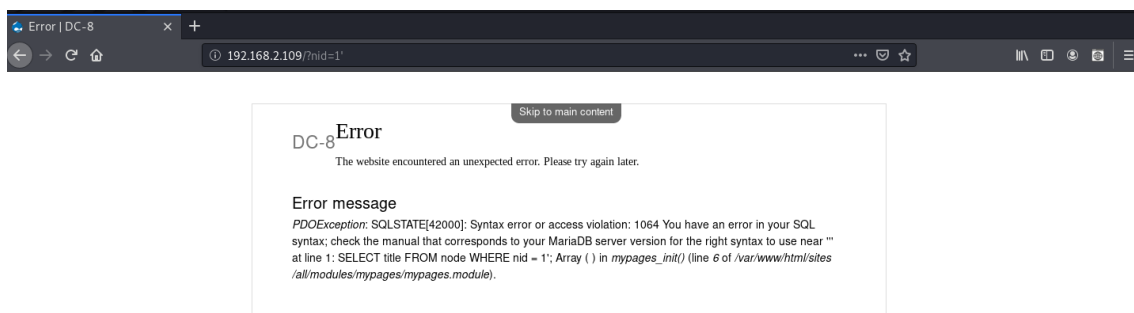 Error | DC-8
192.168.2.109/?nid=1'
Skip to main content
DC-8
Error
The website encountered an unexpected error. Please try again later.
Error message
PDOException: SQLSTATE[42000]: Syntax error or access violation: 1064 You have an error in your SQL
syntax; check the manual that corresponds to your MariaDB server version for the right syntax to use near '''
at line 1: SELECT title FROM node WHERE nid = 1'; Array ( ) in mypages_init() (line 6 of /var/www/html/sites
/all/modules/mypages/mypages.module).